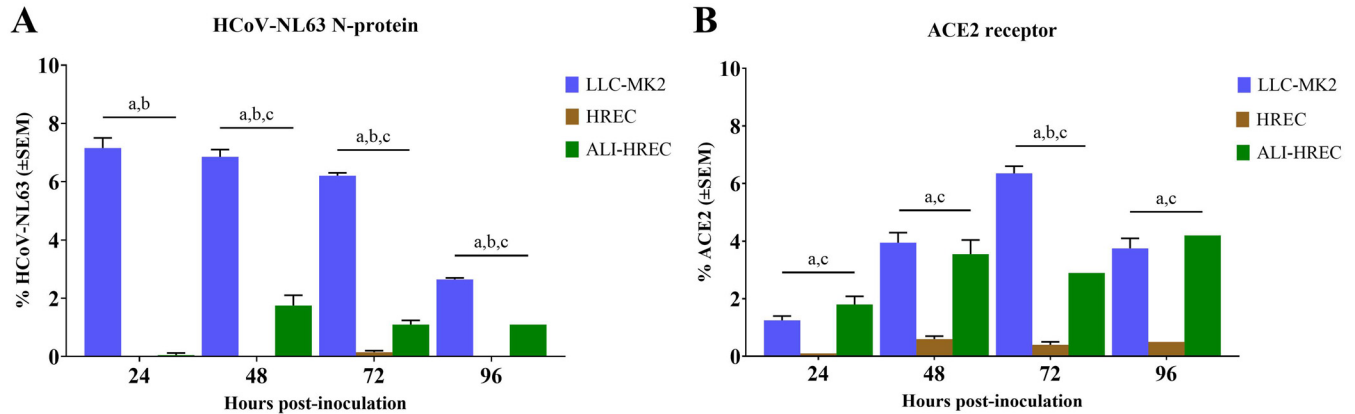 A
HCoV-NL63 N-protein
% HCoV-NL63 (±SEM)
10
8
6
4
2
0
a,b
a,b,c
a,b,c
a,b,c
LLC-MK2
HREC
ALI-HREC
24 48 72 96
Hours post-inoculation
B
ACE2 receptor
% ACE2 (±SEM)
10
8
6
4
2
0
a,c
a,c
a,b,c
a,c
LLC-MK2
HREC
ALI-HREC
24 48 72 96
Hours post-inoculation